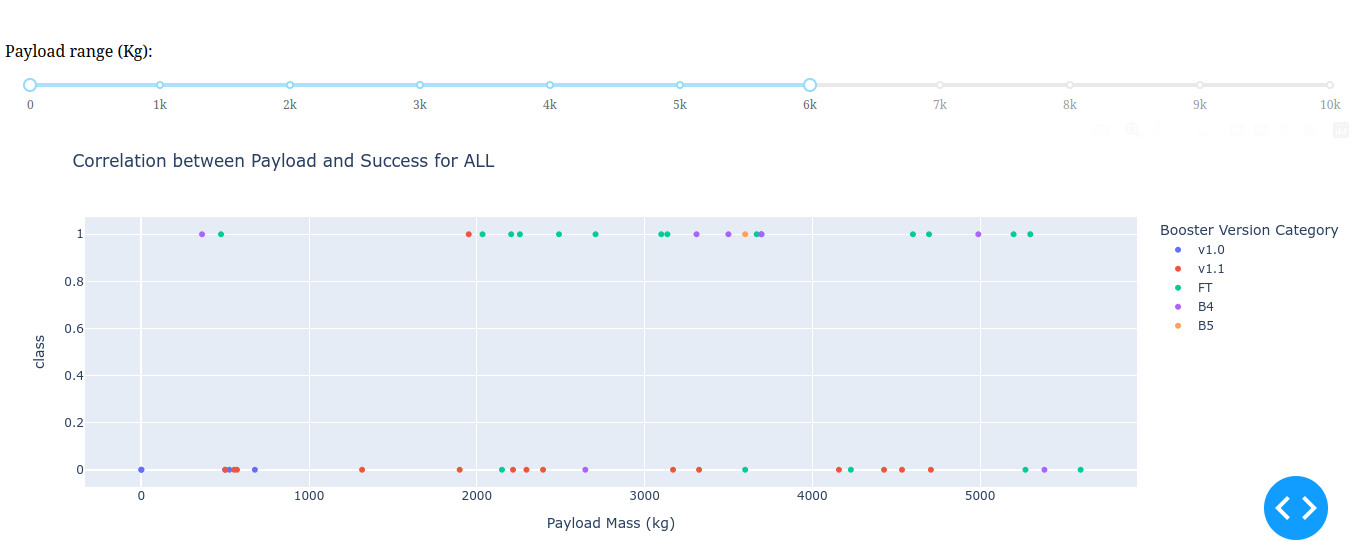 Payload range (Kg):
0 1k 2k 3k 4k 5k 6k 7k 8k 9k 10k
Correlation between Payload and Success for ALL
Booster Version Category
v1.0
v1.1
FT
B4
B5
1
0.8
0.6
0.4
0.2
0
class
0 1000 2000 3000 4000 5000
Payload Mass (kg)